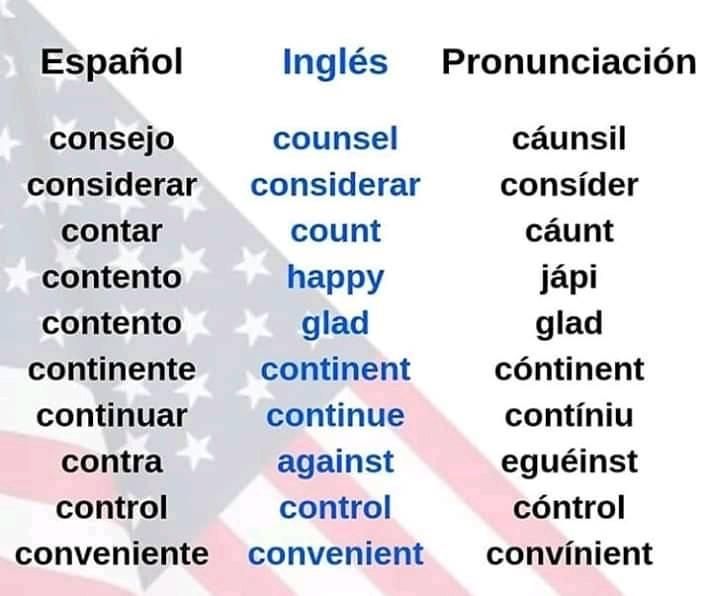 Español Inglés Pronunciación
consejo counsel cáunsil
considerar considerar consíder
contar count cáunt
contento happy jápi
contento glad glad
continente continent cóntinent
continuar continue contíniu
contra against eguéinst
control control cóntrol
conveniente convenient convínient